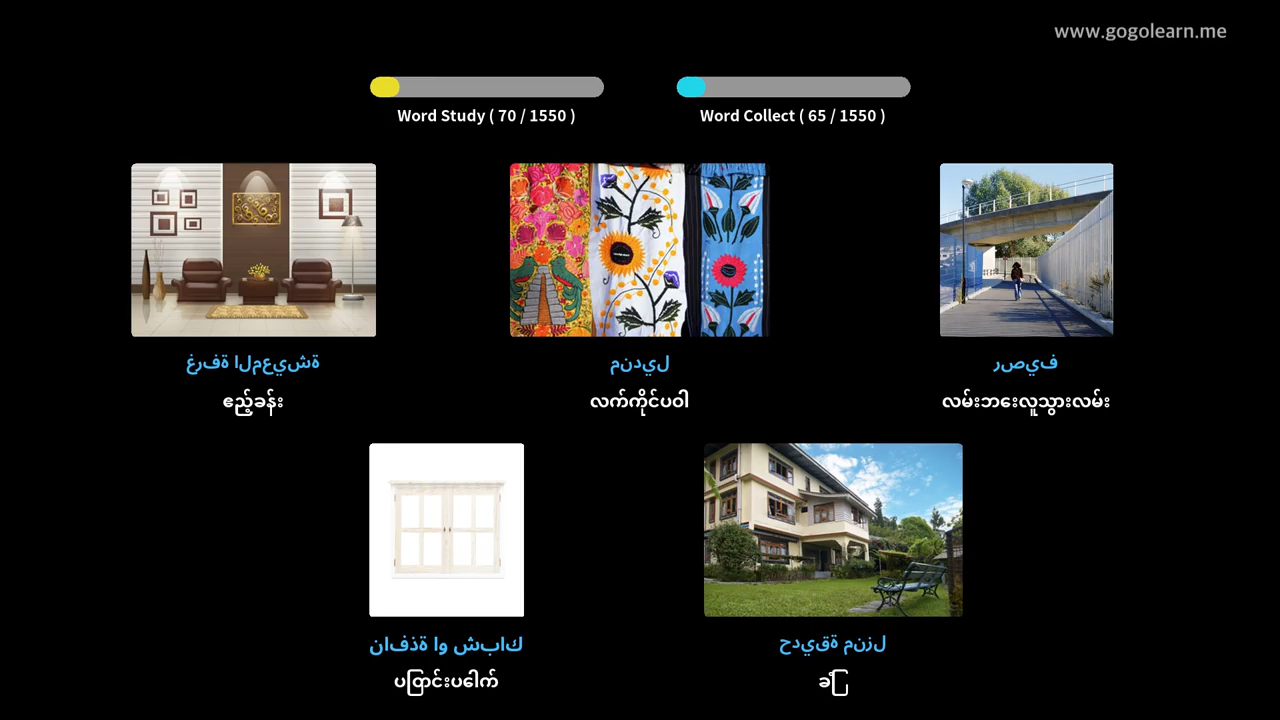 www.gogolearn.me
Word Study ( 70 / 1550 )
Word Collect ( 65 / 1550 )
غرفة المعيشة
منديل
رصيف
ဧည့်ခန်း
လက်ကိုင်ပဝါ
လမ်းဘေးလူသွားလမ်း
نافذة او شباك
حديقة منزل
ပြတင်းပေါက်
ခြံ